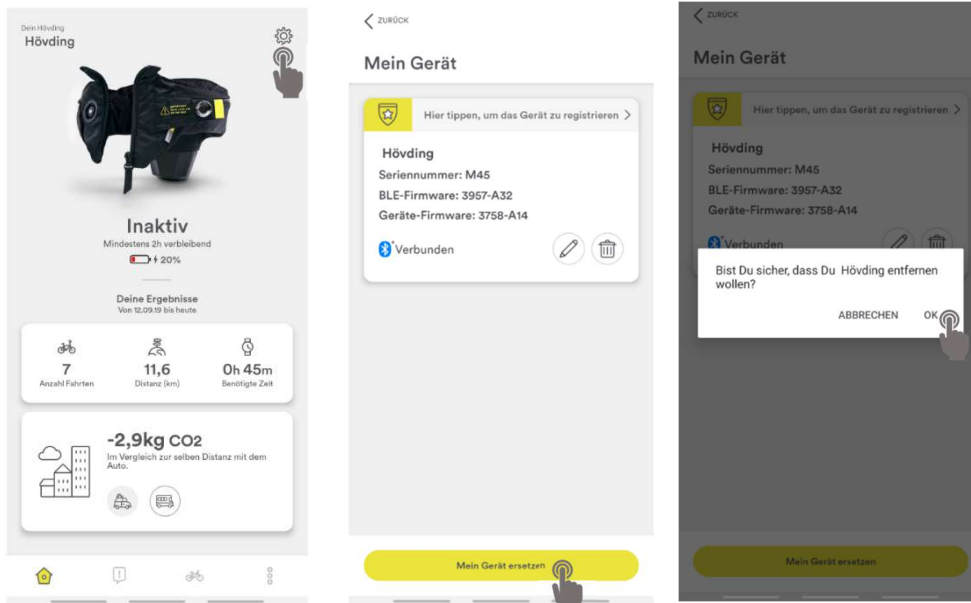 Dein Hövding
Hövding
Inaktiv
Mindestens 2h verbleibend
20%
Deine Ergebnisse
Von 12.09.19 bis heute
7
Anzahl Fahrten
11,6
Distanz (km)
0h 45m
Benötigte Zeit
-2,9kg CO2
Im Vergleich zur selben Distanz mit dem
Auto.
ZURÜCK
Mein Gerät
Hier tippen, um das Gerät zu registrieren
Hövding
Seriennummer: M45
BLE-Firmware: 3957-A32
Geräte-Firmware: 3758-A14
Verbunden
Mein Gerät ersetzen
ZURÜCK
Mein Gerät
Hier tippen, um das Gerät zu registrieren
Hövding
Seriennummer: M45
BLE-Firmware: 3957-A32
Geräte-Firmware: 3758-A14
Verbunden
Bist Du sicher, dass Du Hövding entfernen
wollen?
ABBRECHEN OK
Mein Gerät ersetzen